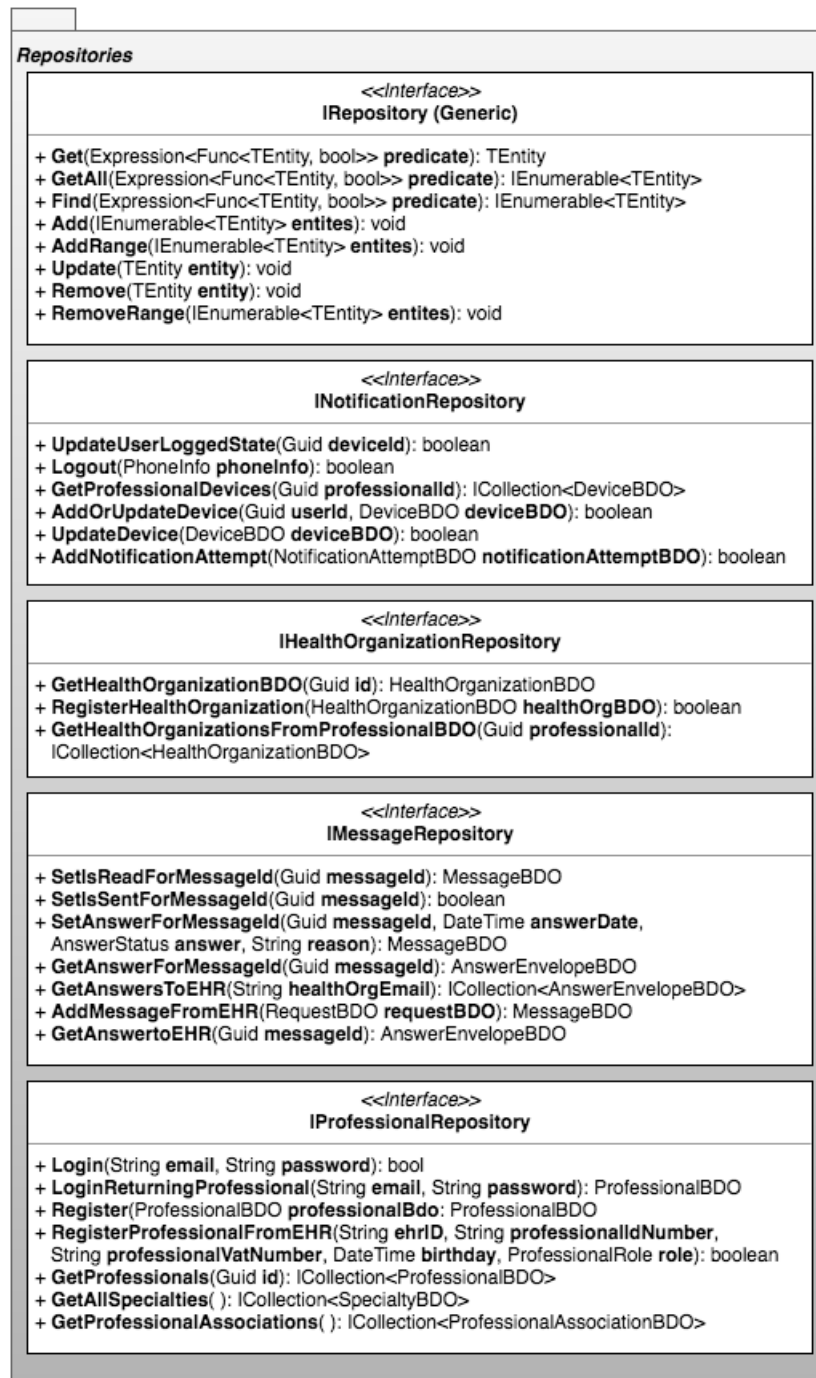 Repositories
<<Interface>>
IRepository (Generic)
+ Get(Expression<Func<TEntity, bool>> predicate): TEntity
+ GetAll(Expression<Func<TEntity, bool>> predicate): IEnumerable<TEntity>
+ Find(Expression<Func<TEntity, bool>> predicate): IEnumerable<TEntity>
+ Add(IEnumerable<TEntity> entites): void
+ AddRange(IEnumerable<TEntity> entites): void
+ Update(TEntity entity): void
+ Remove(TEntity entity): void
+ RemoveRange(IEnumerable<TEntity> entites): void
<<Interface>>
INotificationRepository
+ UpdateUserLoggedState(Guid deviceId): boolean
+ Logout(PhoneInfo phoneInfo): boolean
+ GetProfessionalDevices(Guid professionalId): ICollection<DeviceBDO>
+ AddOrUpdateDevice(Guid userId, DeviceBDO deviceBDO): boolean
+ UpdateDevice(DeviceBDO deviceBDO): boolean
+ AddNotificationAttempt(NotificationAttemptBDO notificationAttemptBDO): boolean
<<Interface>>
IHealthOrganizationRepository
+ GetHealthOrganizationBDO(Guid id): HealthOrganizationBDO
+ RegisterHealthOrganization(HealthOrganizationBDO healthOrgBDO): boolean
+ GetHealthOrganizationsFromProfessionalBDO(Guid professionalId):
ICollection<HealthOrganizationBDO>
<<Interface>>
IMessageRepository
+ SetIsReadForMessageId(Guid messageId): MessageBDO
+ SetIsSentForMessageId(Guid messageId): boolean
+ SetAnswerForMessageId(Guid messageId, DateTime answerDate,
AnswerStatus answer, String reason): MessageBDO
+ GetAnswerForMessageId(Guid messageId): AnswerEnvelopeBDO
+ GetAnswersToEHR(String healthOrgEmail): ICollection<AnswerEnvelopeBDO>
+ AddMessageFromEHR(RequestBDO requestBDO): MessageBDO
+ GetAnswertoEHR(Guid messageId): AnswerEnvelopeBDO
<<Interface>>
IProfessionalRepository
+ Login(String email, String password): bool
+ LoginReturningProfessional(String email, String password): ProfessionalBDO
+ Register(ProfessionalBDO professionalBdo: ProfessionalBDO
+ RegisterProfessionalFromEHR(String ehrID, String professionalIdNumber,
String professionalVatNumber, DateTime birthday, ProfessionalRole role): boolean
+ GetProfessionals(Guid id): ICollection<ProfessionalBDO>
+ GetAllSpecialties( ): ICollection<SpecialtyBDO>
+ GetProfessionalAssociations( ): ICollection<ProfessionalAssociationBDO>